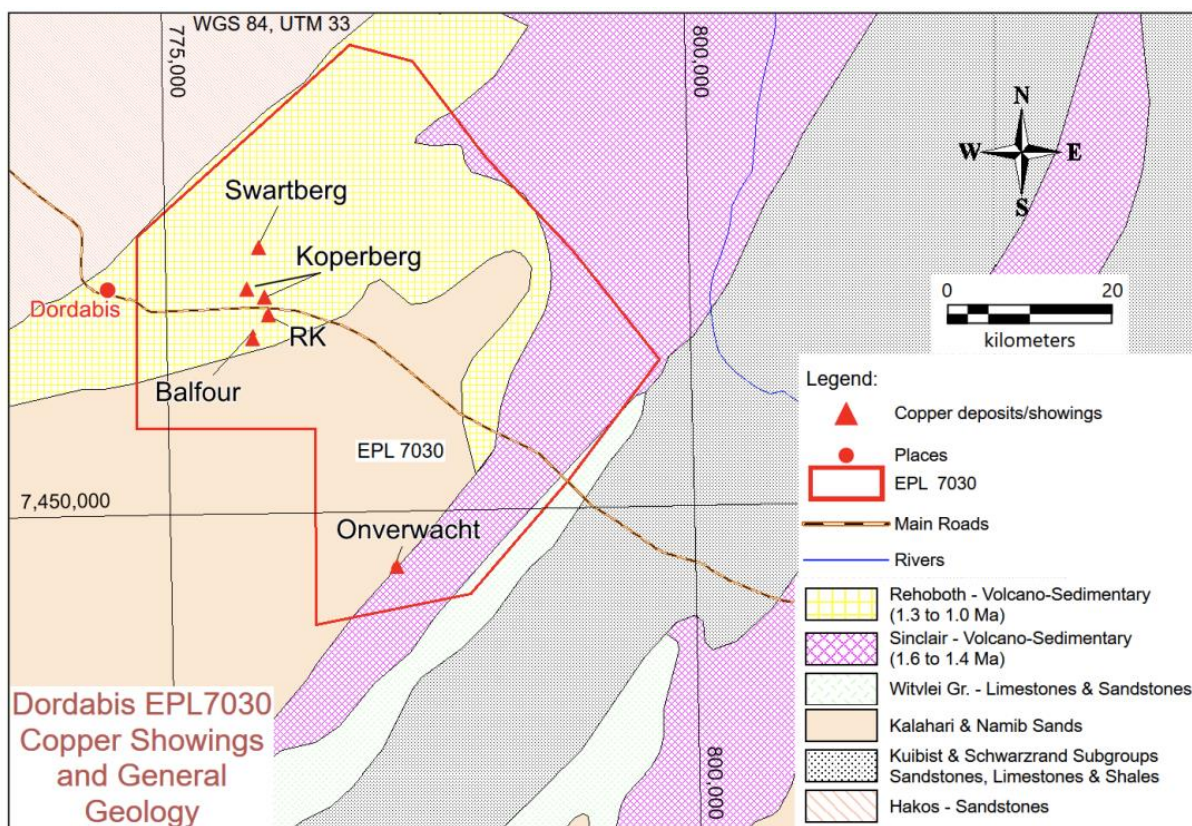 WGS 84, UTM 33
775,000
800,000
N
W E
S
Swartberg
Koperberg
Dordabis
RK
Balfour
EPL 7030
7,450,000
Onverwacht
800,000
0 20
kilometers
Legend:
Copper deposits/showings
Places
EPL 7030
Main Roads
Rivers
Rehoboth - Volcano-Sedimentary
(1.3 to 1.0 Ma)
Sinclair - Volcano-Sedimentary
(1.6 to 1.4 Ma)
Witvlei Gr. - Limestones & Sandstones
Kalahari & Namib Sands
Kuibist & Schwarzrand Subgroups
Sandstones, Limestones & Shales
Hakos - Sandstones
Dordabis EPL7030
Copper Showings
and General
Geology